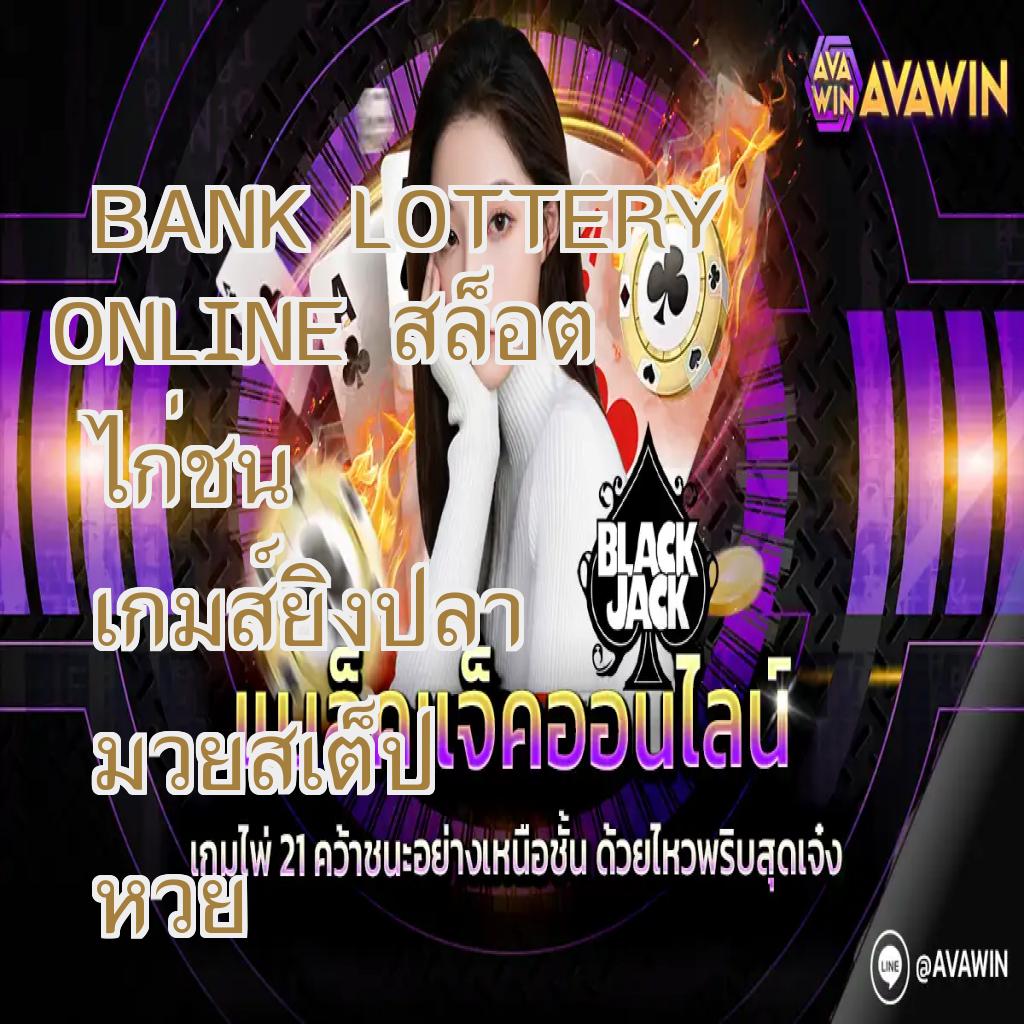 AVA
WIN AVAWIN
BANK LOTTERY
ONLINE สล็อต
ไก่ชน
BLACK
JACK
เกมส์ยิงปลา
มวยสเต็ป
เกมไพ่ 21 คว้าชนะอย่างเหนือชั้น ด้วยไหวพริบสุดเจ๋ง
หวย
LINE @AVAWIN